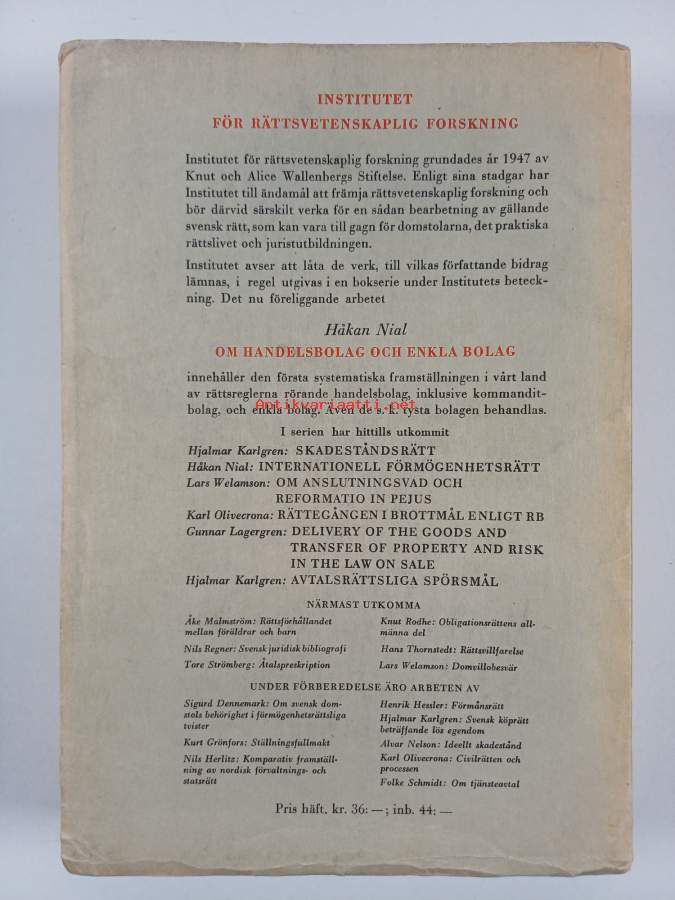 INSTITUTET
FÖR RÄTTSVETENSKAPLIG FORSKNING
Institutet för rättsvetenskaplig forskning grundades år 1947 av
Knut och Alice Wallenbergs Stiftelse. Enligt sina stadgar har
Institutet till ändamål att främja rättsvetenskaplig forskning och
bör därvid särskilt verka för en sådan bearbetning av gällande
svensk rätt, som kan vara till gagn för domstolarna, det praktiska
rättslivet och juristutbildningen.
Institutet avser att låta de verk, till vilkas författande bidrag
lämnas, i regel utgivas i en bokserie under Institutets beteck-
ning. Det nu föreliggande arbetet
Håkan Nial
OM HANDELSBOLAG OCH ENKLA BOLAG
innehåller den första systematiska framställningen i vårt land
av rättsreglerna rörande handelsbolag, inklusive kommandit-
Antikvariaatti.net
bolag, och enkla bolag. Även de s. k. tysta bolagen behandlas.
I serien har hittills utkommit
Hjalmar Karlgren: SKADESTÅNDSRÄTT
Håkan Nial: INTERNATIONELL FÖRMÖGENHETSRÄTT
Lars Welamson: OM ANSLUTNINGSVAD OCH
REFORMATIO IN PEJUS
Karl Olivecrona: RÄTTEGÅNGEN I BROTTMÅL ENLIGT RB
Gunnar Lagergren: DELIVERY OF THE GOODS AND
TRANSFER OF PROPERTY AND RISK
IN THE LAW ON SALE
Hjalmar Karlgren: AVTALSRÄTTSLIGA SPÖRSMÅL
NÄRMAST UTKOMMA
Åke Malmström: Rättsförhållandet
mellan föräldrar och barn
Nils Regner: Svensk juridisk bibliografi
Tore Strömberg: Åtalspreskription
Knut Rodhe: Obligationsrättens all-
männa del
Hans Thornstedt: Rättsvillfarelse
Lars Welamson: Domvillobesvär
UNDER FÖRBEREDELSE ÄRO ARBETEN AV
Sigurd Dennemark: Om svensk dom-
stols behörighet i förmögenhetsrättsliga
tvister
Kurt Grönfors: Ställningsfullmakt
Nils Herlitz: Komparativ framställ-
ning av nordisk förvaltnings- och
statsrätt
Henrik Hessler: Förmånsrätt
Hjalmar Karlgren: Svensk köprätt
beträffande lös egendom
Alvar Nelson: Ideellt skadestånd
Karl Olivecrona: Civilrätten och
processen
Folke Schmidt: Om tjänsteavtal
Pris häft. kr. 36: —; inb. 44: —